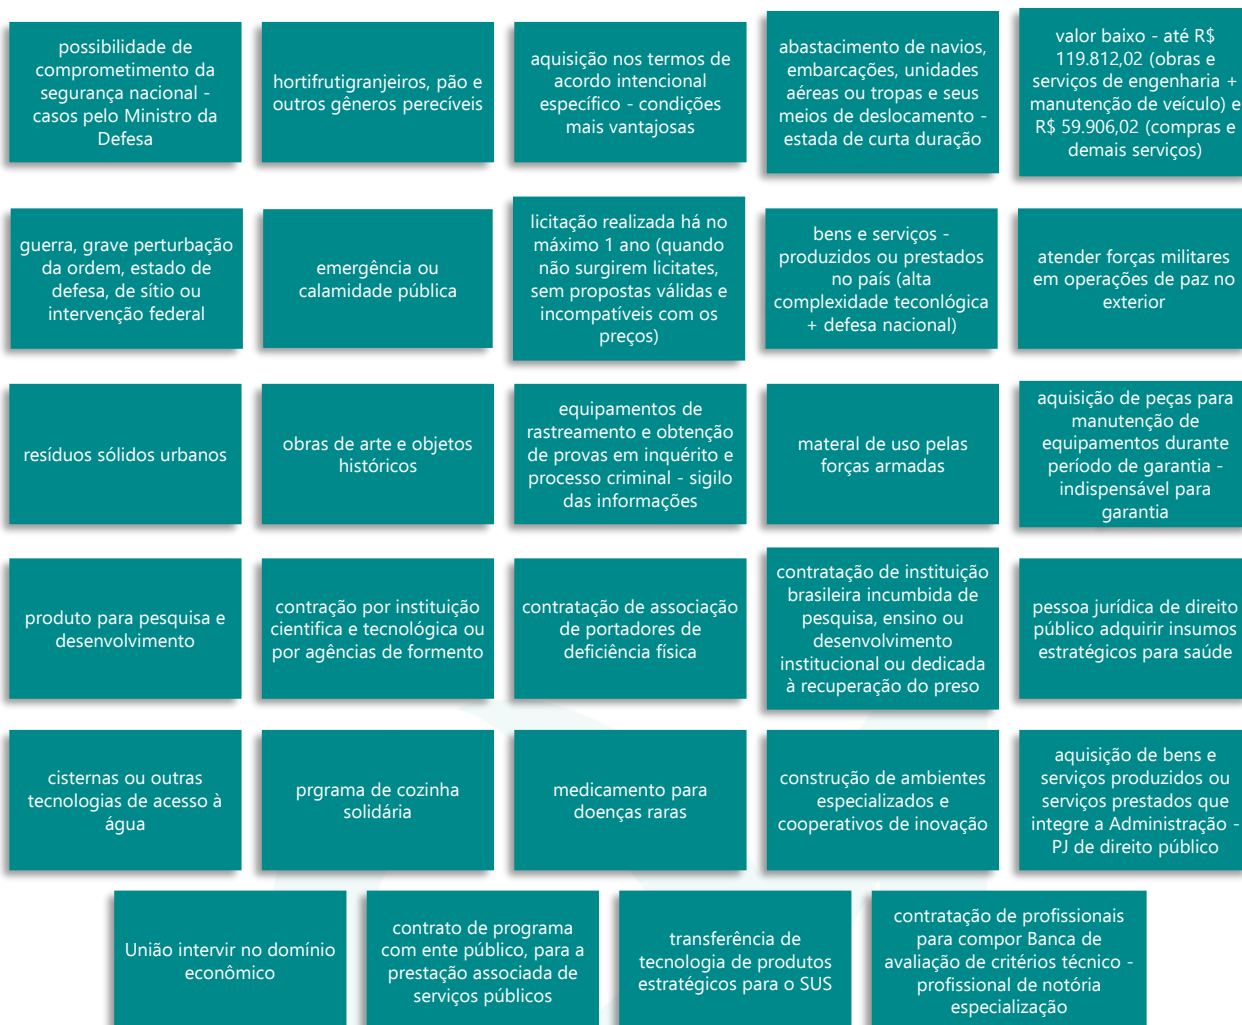 possibilidade de
comprometimento da
segurança nacional -
casos pelo Ministro da
Defesa
hortifrutigranjeiros, pão e
outros gêneros perecíveis
aquisição nos termos de
acordo intencional
específico - condições
mais vantajosas
abastacimento de navios,
embarcações, unidades
aéreas ou tropas e seus
meios de deslocamento -
estada de curta duração
valor baixo - até R$
119.812,02 (obras e
serviços de engenharia +
manutenção de veículo) e
R$ 59.906,02 (compras e
demais serviços)
guerra, grave perturbação
da ordem, estado de
defesa, de sítio ou
intervenção federal
emergência ou
calamidade pública
licitação realizada há no
máximo 1 ano (quando
não surgirem licitates,
sem propostas válidas e
incompatíveis com os
preços)
bens e serviços -
produzidos ou prestados
no país (alta
complexidade teconlógica
+ defesa nacional)
atender forças militares
em operações de paz no
exterior
resíduos sólidos urbanos
obras de arte e objetos
históricos
equipamentos de
rastreamento e obtenção
de provas em inquérito e
processo criminal - sigilo
das informações
materal de uso pelas
forças armadas
aquisição de peças para
manutenção de
equipamentos durante
período de garantia -
indispensável para
garantia
produto para pesquisa e
desenvolvimento
contração por instituição
cientifica e tecnológica ou
por agências de formento
contratação de associação
de portadores de
deficiência física
contratação de instituição
brasileira incumbida de
pesquisa, ensino ou
desenvolvimento
institucional ou dedicada
à recuperação do preso
pessoa jurídica de direito
público adquirir insumos
estratégicos para saúde
cisternas ou outras
tecnologias de acesso à
água
prgrama de cozinha
solidária
medicamento para
doenças raras
construção de ambientes
especializados e
cooperativos de inovação
aquisição de bens e
serviços produzidos ou
serviços prestados que
integre a Administração -
PJ de direito público
União intervir no domínio
econômico
contrato de programa
com ente público, para a
prestação associada de
serviços públicos
transferência de
tecnologia de produtos
estratégicos para o SUS
contratação de profissionais
para compor Banca de
avaliação de critérios técnico -
profissional de notória
especialização